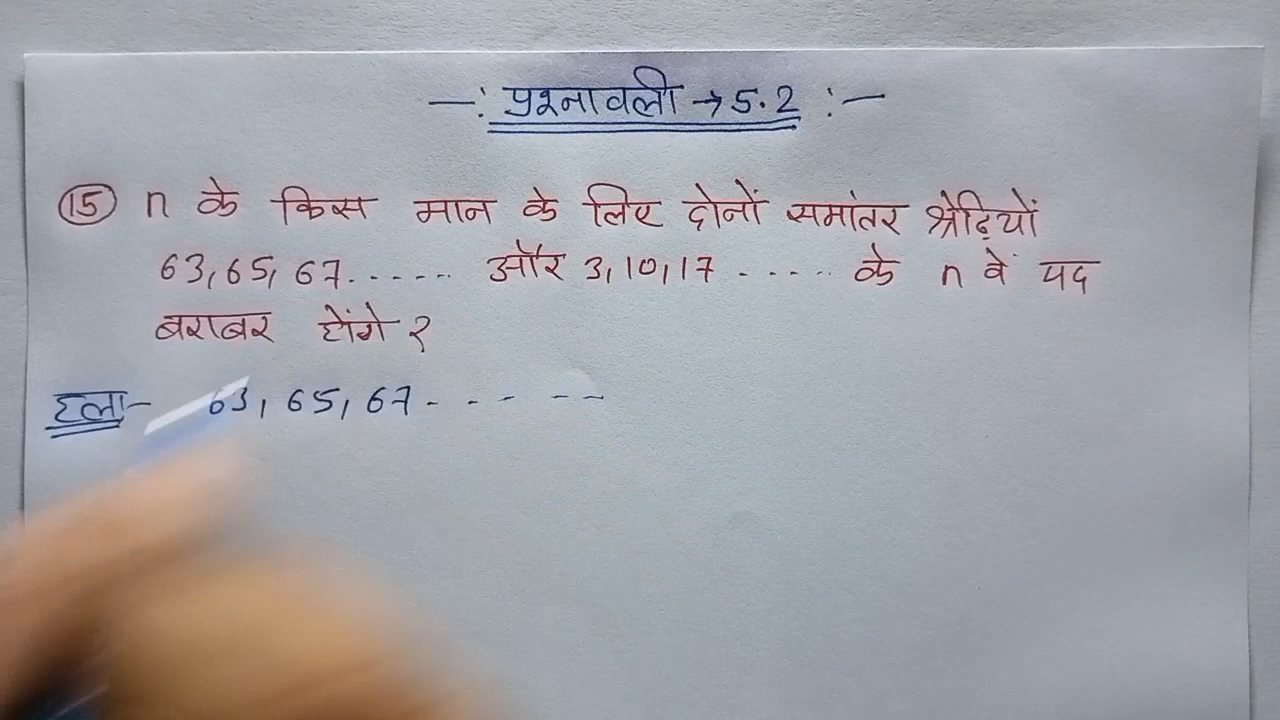 —: प्रश्नावली → 5.2 :—
15 n के किस मान के लिए दोनों समांतर श्रेढ़ियों
63, 65, 67....... और 3, 10, 17 ...... के n वें पद
बराबर होंगे ?
हलः- 63, 65, 67- - - - -